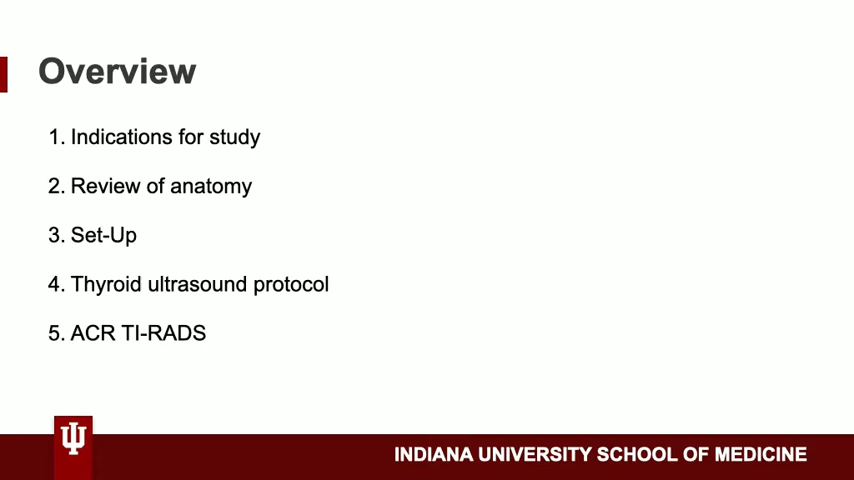 Overview
1. Indications for study
2. Review of anatomy
3. Set-Up
4. Thyroid ultrasound protocol
5. ACR TI-RADS
INDIANA UNIVERSITY SCHOOL OF MEDICINE